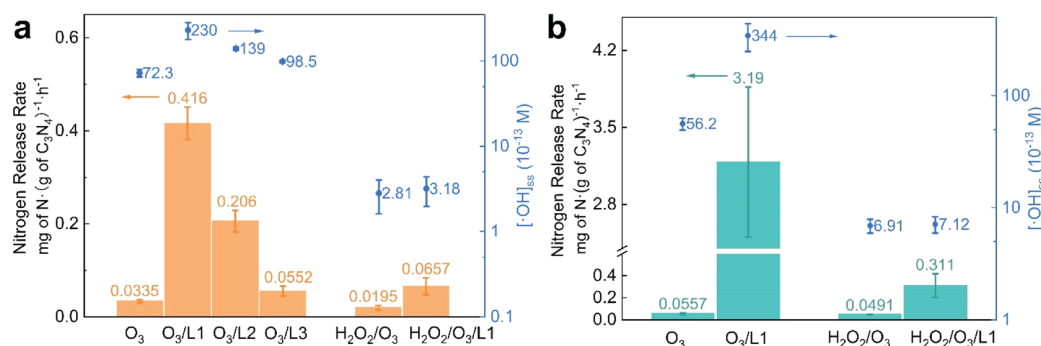 a
Nitrogen Release Rate
mg of N·(g of C₃N₄)⁻¹·h⁻¹
0.6
0.4
0.2
0.0
72.3
230
139
98.5
2.81
3.18
0.0335
0.416
0.206
0.0552
0.0195
0.0657
O₃
O₃/L1
O₃/L2
O₃/L3
H₂O₂/O₃
H₂O₂/O₃/L1
100
10
1
0.1
[·OH]ss (10⁻¹³ M)
b
Nitrogen Release Rate
mg of N·(g of C₃N₄)⁻¹·h⁻¹
4.2
3.5
2.8
0.4
0.2
0.0
56.2
344
6.91
7.12
0.0557
3.19
0.0491
0.311
O₃
O₃/L1
H₂O₂/O₃
H₂O₂/O₃/L1
100
10
1
[·OH]ss (10⁻¹³ M)